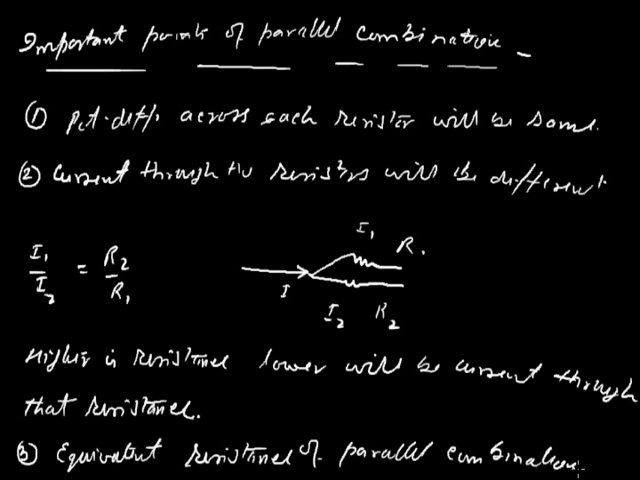 Important points of parallel combination -
① Pot. diff. across each resistor will be same.
② Current through the resistors will be different.
I₁/I₂ = R₂/R₁
I₁ R₁
I
I₂ R₂
Higher is resistance lower will be current through
that resistance.
③ Equivalent resistance of parallel combination: